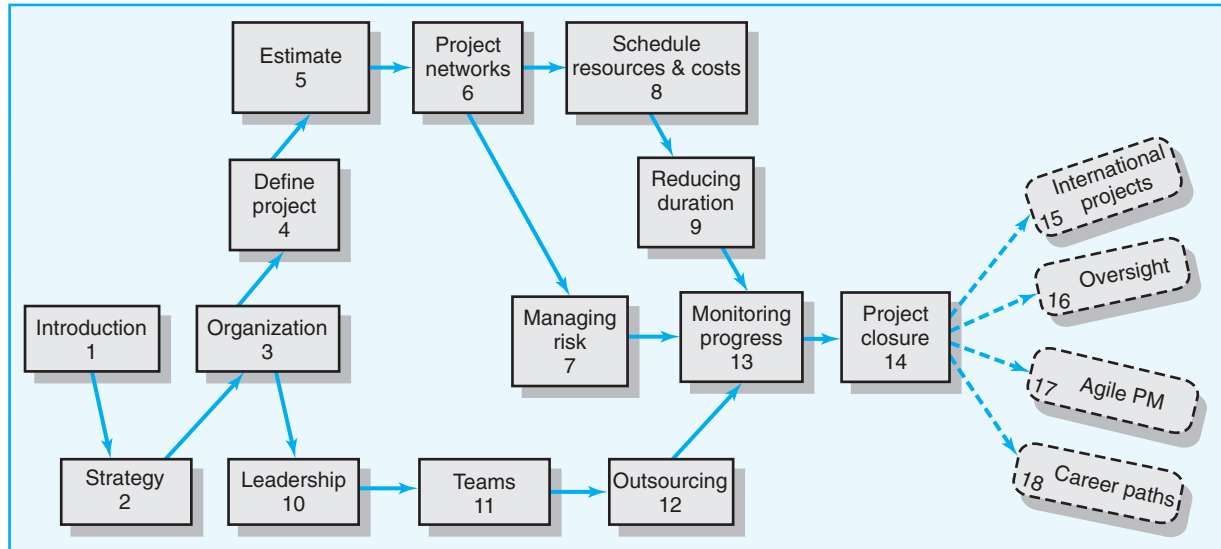 Estimate
5
Project
networks
6
Schedule
resources & costs
8
Define
project
4
Reducing
duration
9
International
projects
15
Oversight
16
Introduction
1
Organization
3
Managing
risk
7
Monitoring
progress
13
Project
closure
14
Agile PM
17
Strategy
2
Leadership
10
Teams
11
Outsourcing
12
Career paths
18